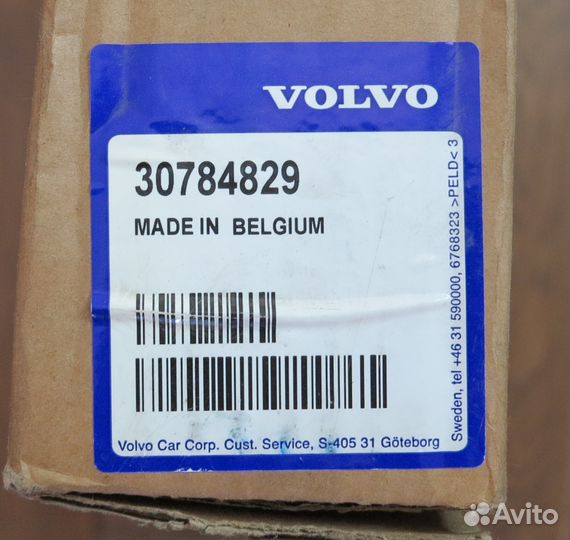 VOLVO
30784829
MADE IN BELGIUM
Volvo Car Corp. Cust. Service, S-405 31 Göteborg
Sweden, tel +46 31 590000, 6768323 >PELD< 3
Avito